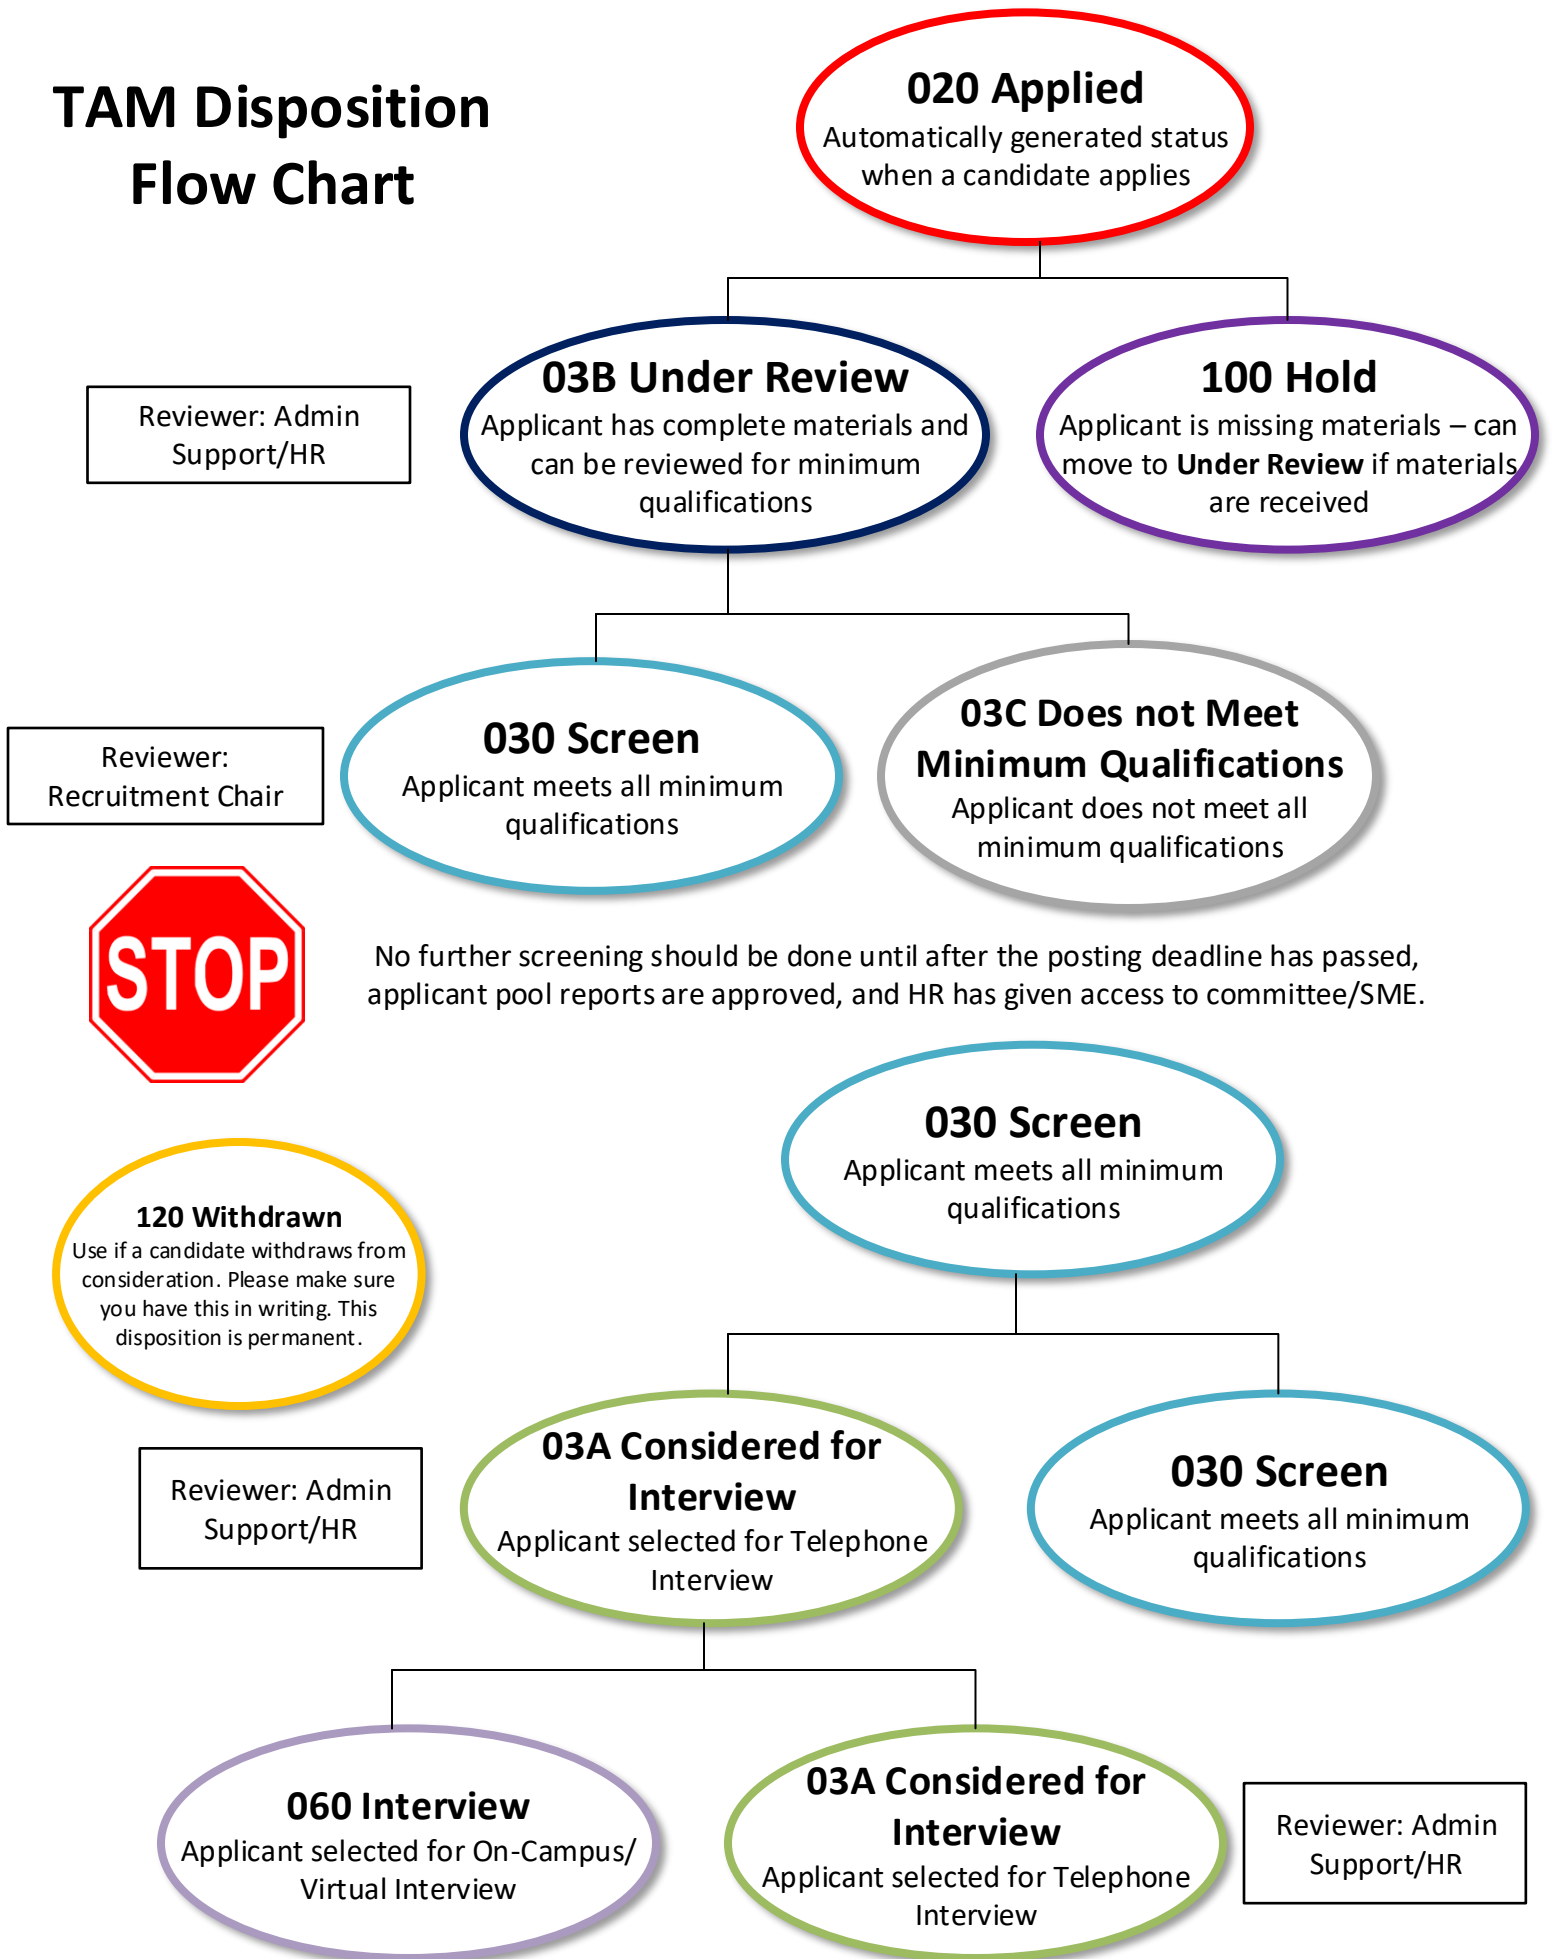 TAM Disposition
Flow Chart
020 Applied
Automatically generated status
when a candidate applies
Reviewer: Admin
Support/HR
03B Under Review
Applicant has complete materials and
can be reviewed for minimum
qualifications
100 Hold
Applicant is missing materials – can
move to Under Review if materials
are received
Reviewer:
Recruitment Chair
030 Screen
Applicant meets all minimum
qualifications
03C Does not Meet
Minimum Qualifications
Applicant does not meet all
minimum qualifications
STOP
No further screening should be done until after the posting deadline has passed,
applicant pool reports are approved, and HR has given access to committee/SME.
030 Screen
Applicant meets all minimum
qualifications
120 Withdrawn
Use if a candidate withdraws from
consideration. Please make sure
you have this in writing. This
disposition is permanent.
Reviewer: Admin
Support/HR
03A Considered for
Interview
Applicant selected for Telephone
Interview
030 Screen
Applicant meets all minimum
qualifications
060 Interview
Applicant selected for On-Campus/
Virtual Interview
03A Considered for
Interview
Applicant selected for Telephone
Interview
Reviewer: Admin
Support/HR